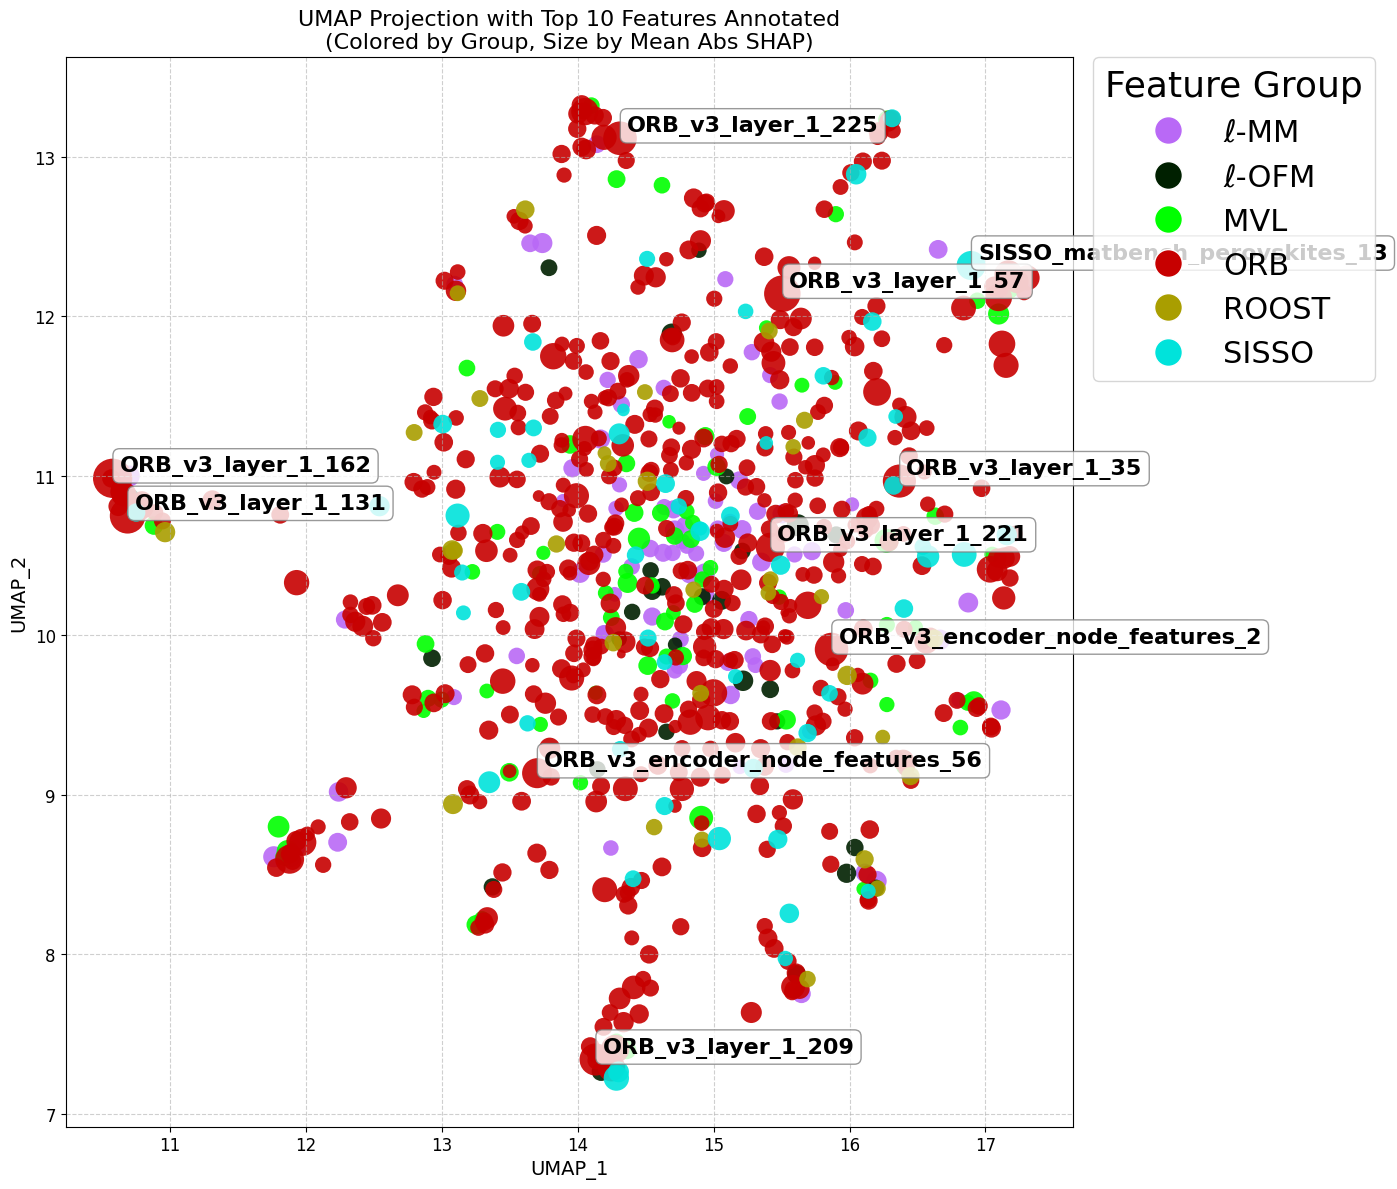 UMAP Projection with Top 10 Features Annotated
(Colored by Group, Size by Mean Abs SHAP)
Feature Group
ℓ-MM
ℓ-OFM
MVL
ORB
ROOST
SISSO
ORB_v3_layer_1_225
SISSO_matbench_perovskites_13
ORB_v3_layer_1_57
ORB_v3_layer_1_162
ORB_v3_layer_1_35
ORB_v3_layer_1_131
ORB_v3_layer_1_221
ORB_v3_encoder_node_features_2
ORB_v3_encoder_node_features_56
ORB_v3_layer_1_209
UMAP_2
13
12
11
10
9
8
7
11
12
13
14
15
16
17
UMAP_1